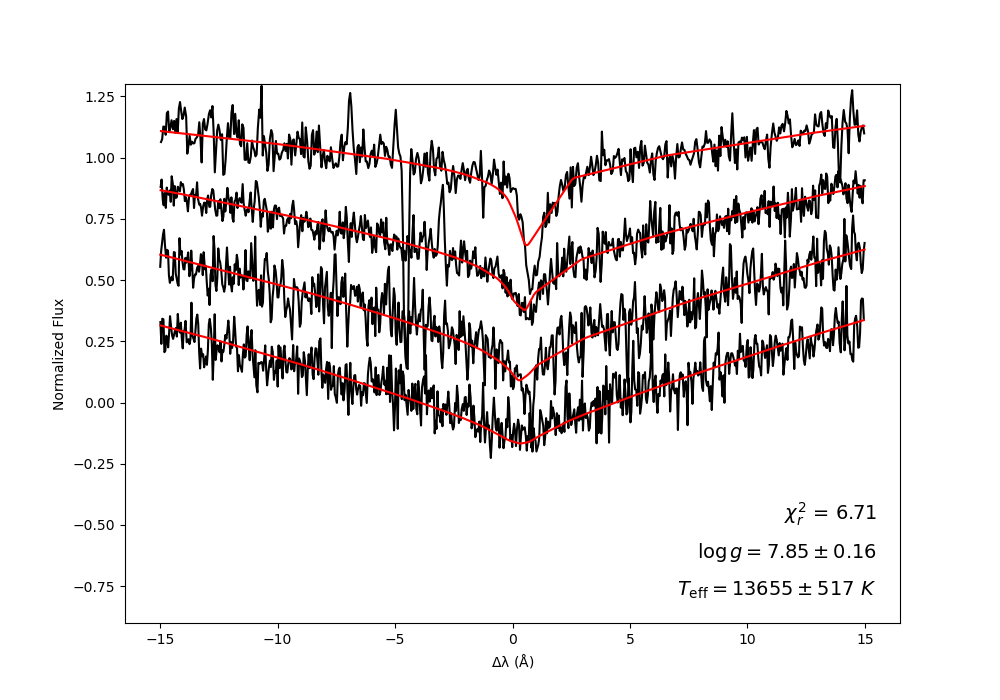 1.25
1.00
0.75
0.50
0.25
0.00
−0.25
−0.50
−0.75
Normalized Flux
χ²ᵣ = 6.71
log g = 7.85 ± 0.16
T_eff = 13655 ± 517 K
−15 −10 −5 0 5 10 15
Δλ (Å)